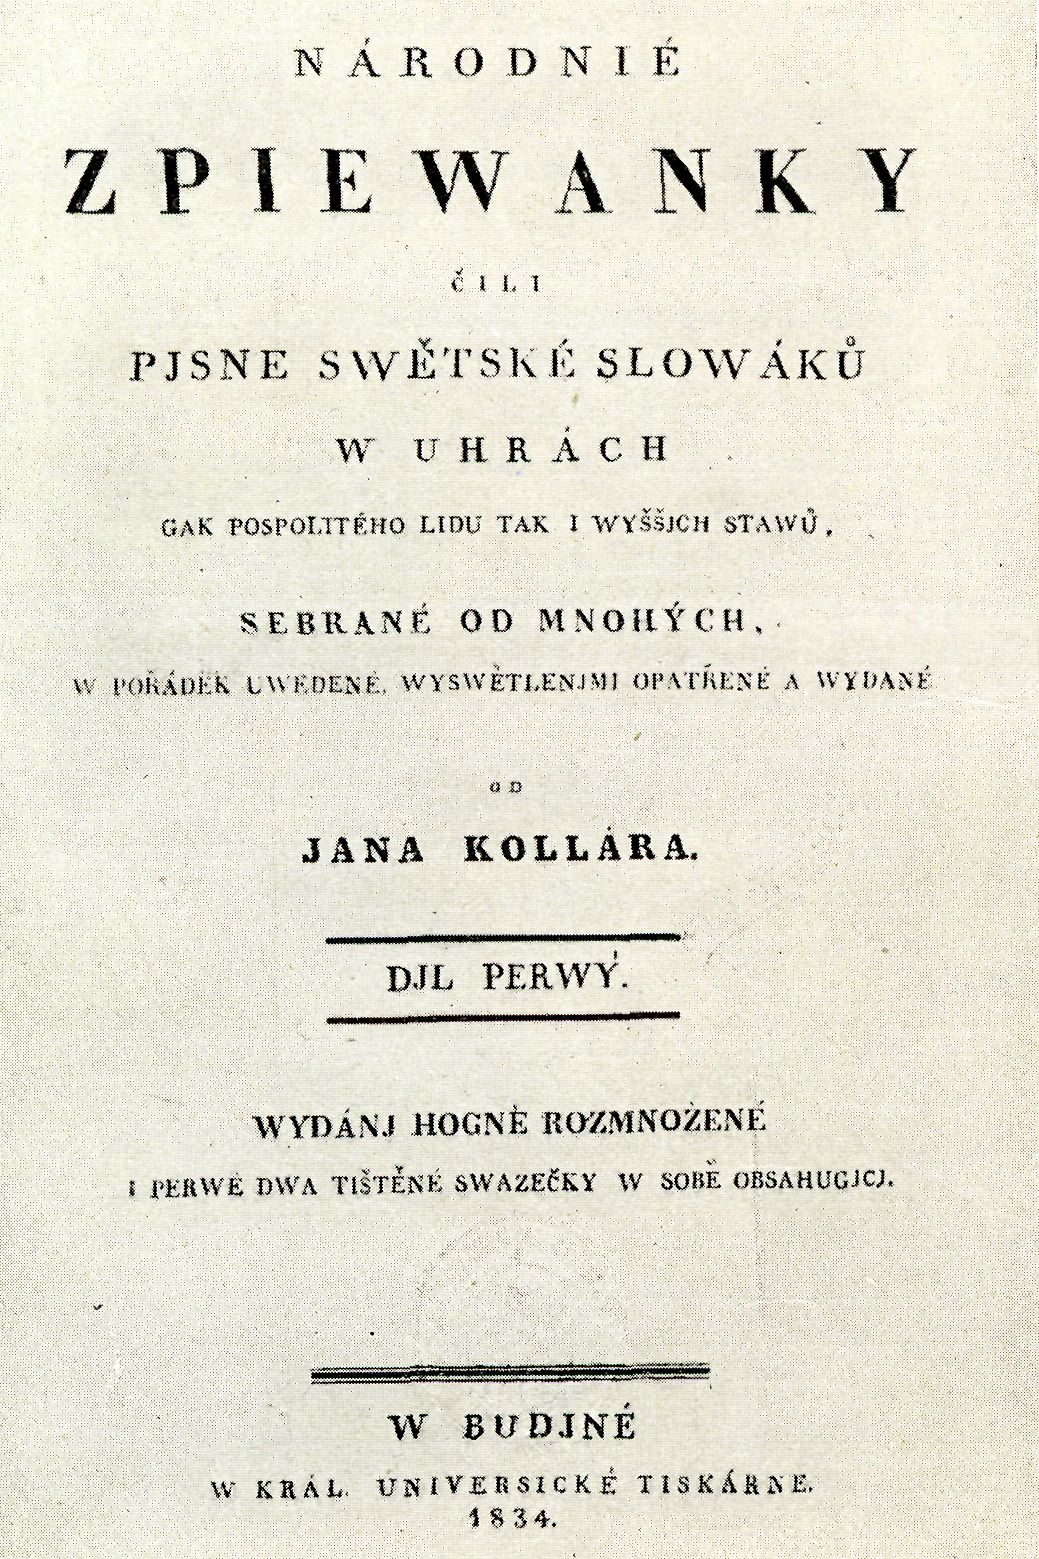 NÁRODNIÉ
ZPIEWANKY
ČILI
PJSNE SWĚTSKÉ SLOWÁKŮ
W UHRÁCH
GAK POSPOLITÉHO LIDU TAK I WYŠŠJCH STAWŮ,
SEBRANÉ OD MNOHÝCH,
W POŘÁDEK UWEDENÉ, WYSWĚTLENJMI OPATŘENÉ A WYDANÉ
OD
JANA KOLLÁRA.
DJL PERWÝ.
WYDÁNJ HOGNĚ ROZMNOŽENÉ
I PERWÉ DWA TIŠTĚNÉ SWAZEČKY W SOBĚ OBSAHUGJCJ.
W BUDJNÉ
W KRÁL. UNIVERSICKÉ TISKÁRNE.
1834.